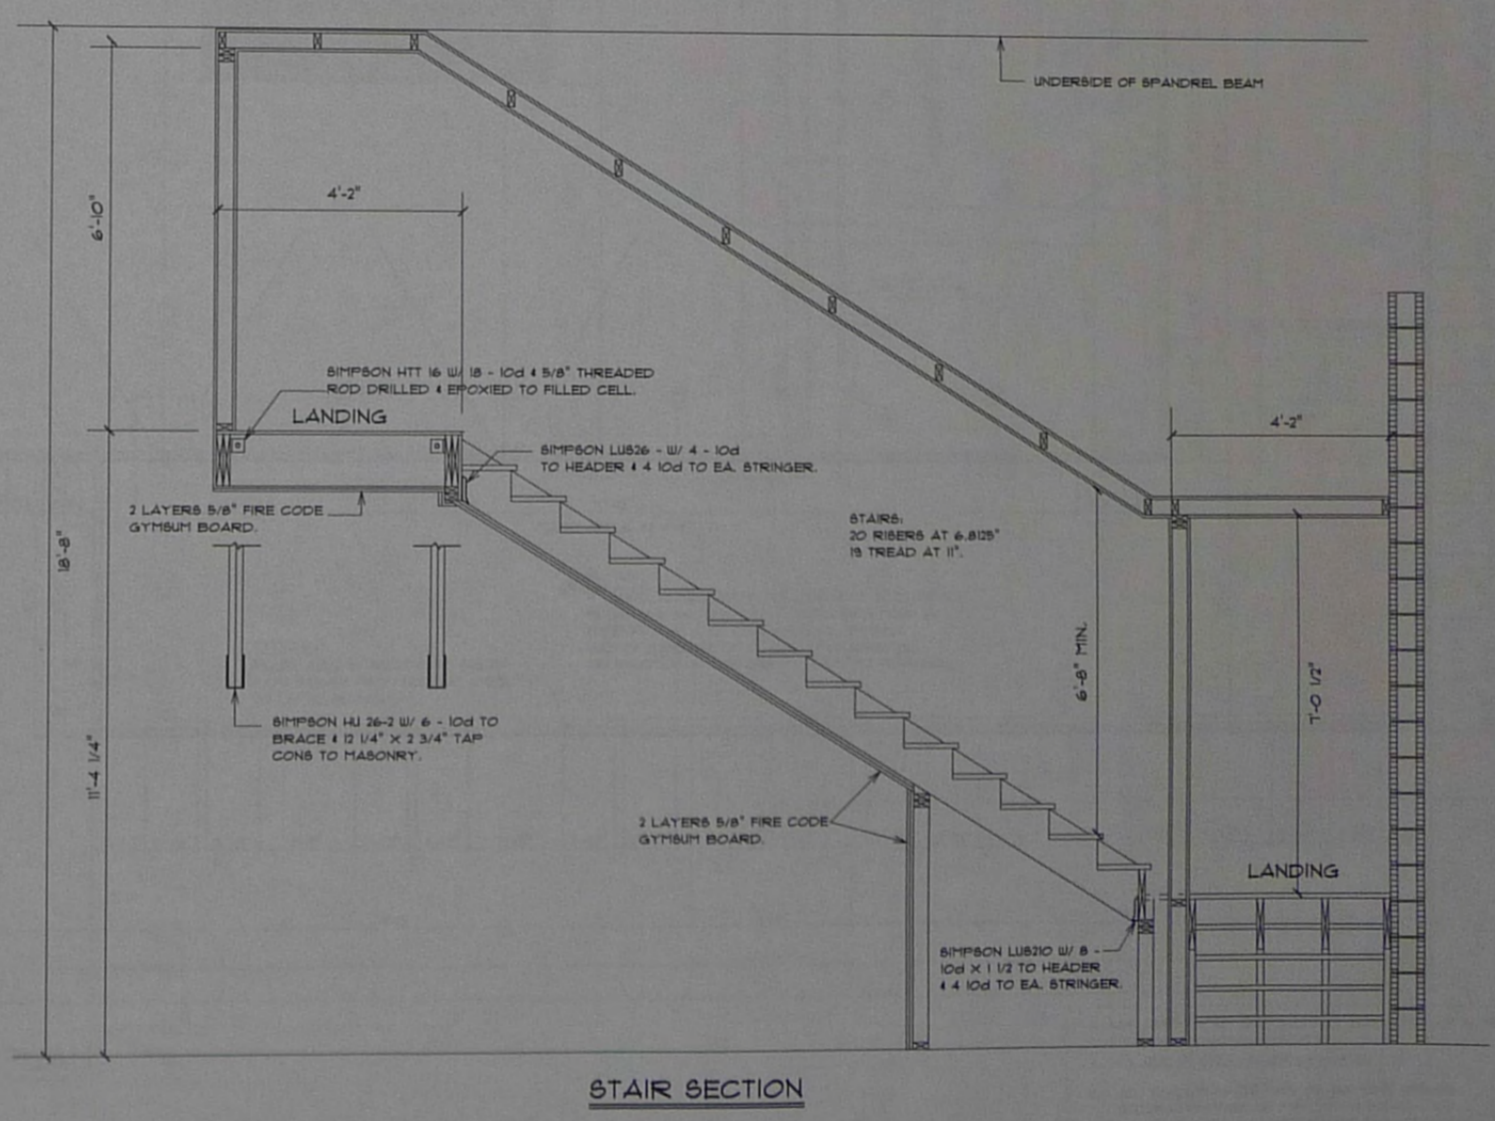 UNDERSIDE OF SPANDREL BEAM
4'-2"
6'-10"
SIMPSON HTT 16 W/ 18 - 10d & 5/8" THREADED
ROD DRILLED & EPOXIED TO FILLED CELL.
LANDING
4'-2"
SIMPSON LUS26 - W/ 4 - 10d
TO HEADER & 4 10d TO EA. STRINGER.
2 LAYERS 5/8" FIRE CODE
GYMSUM BOARD.
STAIRS:
20 RISERS AT 6.8125"
19 TREAD AT 11".
18'-8"
6'-8" MIN.
7'-0 1/2"
SIMPSON HU 26-2 W/ 6 - 10d TO
BRACE & 12 1/4" X 2 3/4" TAP
CONS TO MASONRY.
11'-4 1/4"
2 LAYERS 5/8" FIRE CODE
GYMSUM BOARD.
LANDING
SIMPSON LUS210 W/ 8 -
10d X 1 1/2 TO HEADER
& 4 10d TO EA. STRINGER.
STAIR SECTION